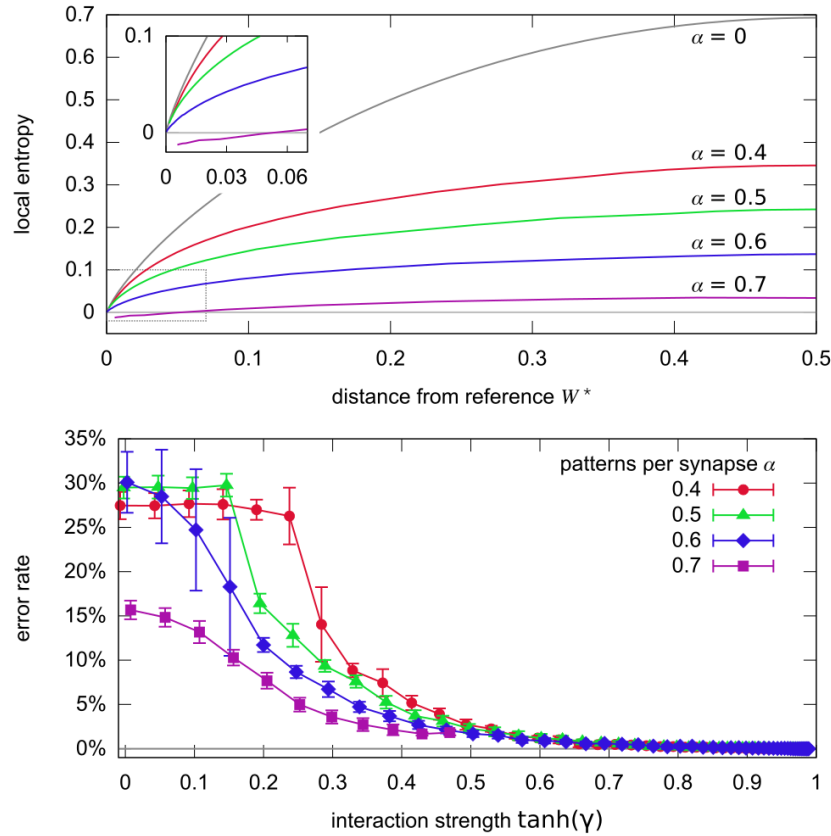 0.7
0.6
0.5
0.4
0.3
0.2
0.1
0
local entropy
0.1
0
0 0.03 0.06
α = 0
α = 0.4
α = 0.5
α = 0.6
α = 0.7
0 0.1 0.2 0.3 0.4 0.5
distance from reference W⋆
35%
30%
25%
20%
15%
10%
5%
0%
error rate
patterns per synapse α
0.4
0.5
0.6
0.7
0 0.1 0.2 0.3 0.4 0.5 0.6 0.7 0.8 0.9 1
interaction strength tanh(γ)